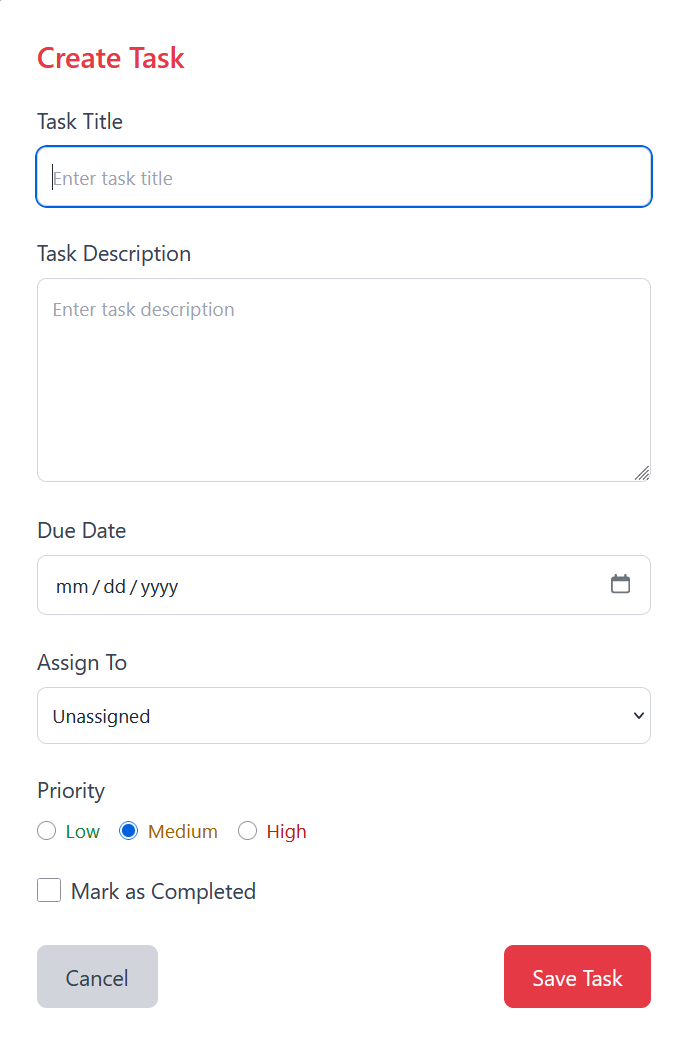 Create Task
Task Title
Enter task title
Task Description
Enter task description
Due Date
mm/dd/yyyy
Assign To
Unassigned
Priority
Low Medium High
Mark as Completed
Cancel Save Task